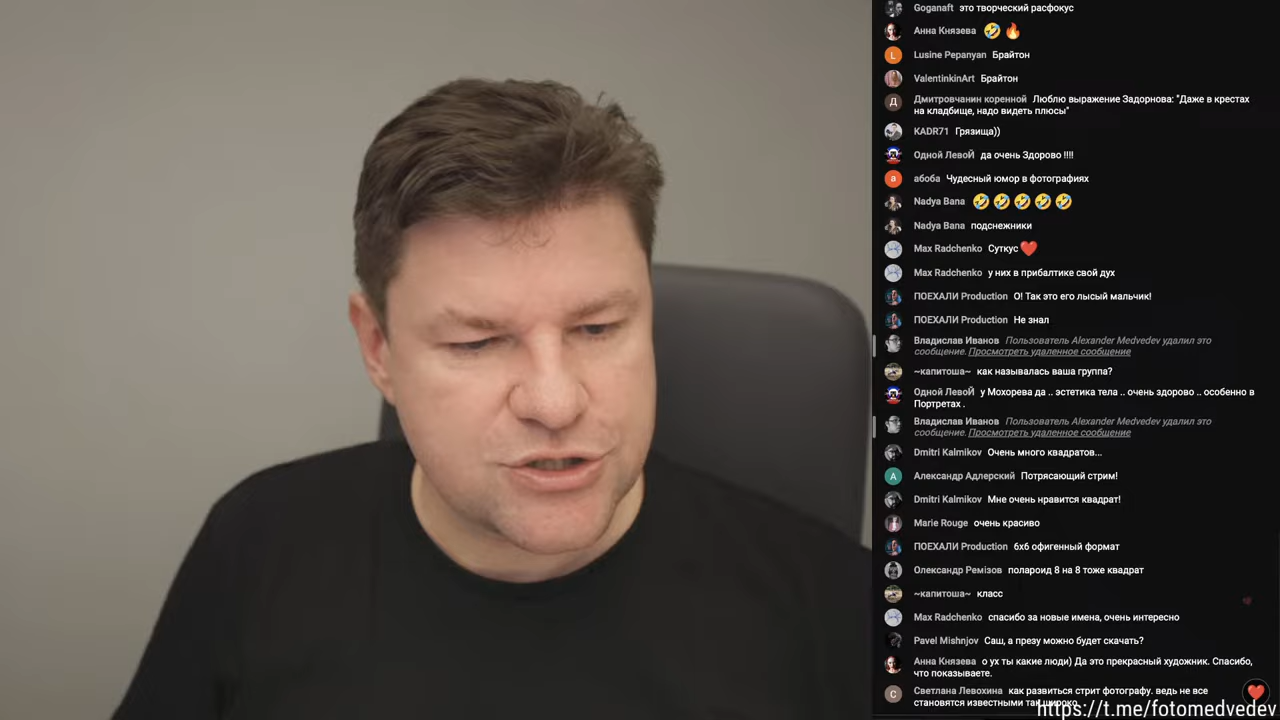 Goganaft это творческий расфокус
Анна Князева 🤣 🔥
L Lusine Pepanyan Брайтон
ValentinkinArt Брайтон
Д Дмитровчанин коренной Люблю выражение Задорнова: "Даже в крестах
на кладбище, надо видеть плюсы"
KADR71 Грязища))
Одной ЛевоЙ да очень Здорово !!!!
а абоба Чудесный юмор в фотографиях
Nadya Bana 🤣🤣🤣🤣🤣
Nadya Bana подснежники
Max Radchenko Суткус❤️
Max Radchenko у них в прибалтике свой дух
ПОЕХАЛИ Production О! Так это его лысый мальчик!
ПОЕХАЛИ Production Не знал
Владислав Иванов Пользователь Alexander Medvedev удалил это
сообщение. Просмотреть удаленное сообщение
~капитоша~ как называлась ваша группа?
Одной ЛевоЙ у Мохорева да .. эстетика тела .. очень здорово .. особенно в
Портретах .
Владислав Иванов Пользователь Alexander Medvedev удалил это
сообщение. Просмотреть удаленное сообщение
Dmitri Kalmikov Очень много квадратов...
А Александр Адлерский Потрясающий стрим!
Dmitri Kalmikov Мне очень нравится квадрат!
Marie Rouge очень красиво
ПОЕХАЛИ Production 6х6 офигенный формат
Олександр Ремізов полароид 8 на 8 тоже квадрат
~капитоша~ класс
Max Radchenko спасибо за новые имена, очень интересно
Pavel Mishnjov Саш, а презу можно будет скачать?
Анна Князева о ух ты какие люди) Да это прекрасный художник. Спасибо,
что показываете.
С Светлана Левохина как развиться стрит фотографу. ведь не все
становятся известными так широко
https://t.me/fotomedvedev